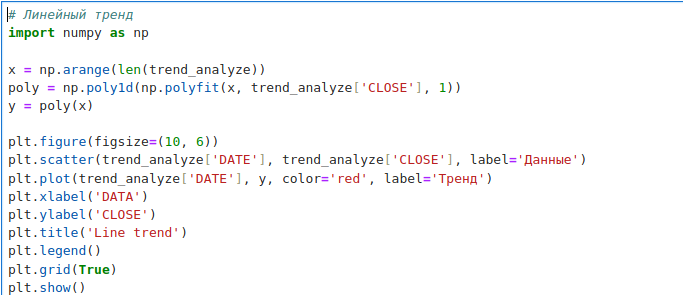 # Линейный тренд
import numpy as np
x = np.arange(len(trend_analyze))
poly = np.poly1d(np.polyfit(x, trend_analyze['CLOSE'], 1))
y = poly(x)
plt.figure(figsize=(10, 6))
plt.scatter(trend_analyze['DATE'], trend_analyze['CLOSE'], label='Данные')
plt.plot(trend_analyze['DATE'], y, color='red', label='Тренд')
plt.xlabel('DATA')
plt.ylabel('CLOSE')
plt.title('Line trend')
plt.legend()
plt.grid(True)
plt.show()